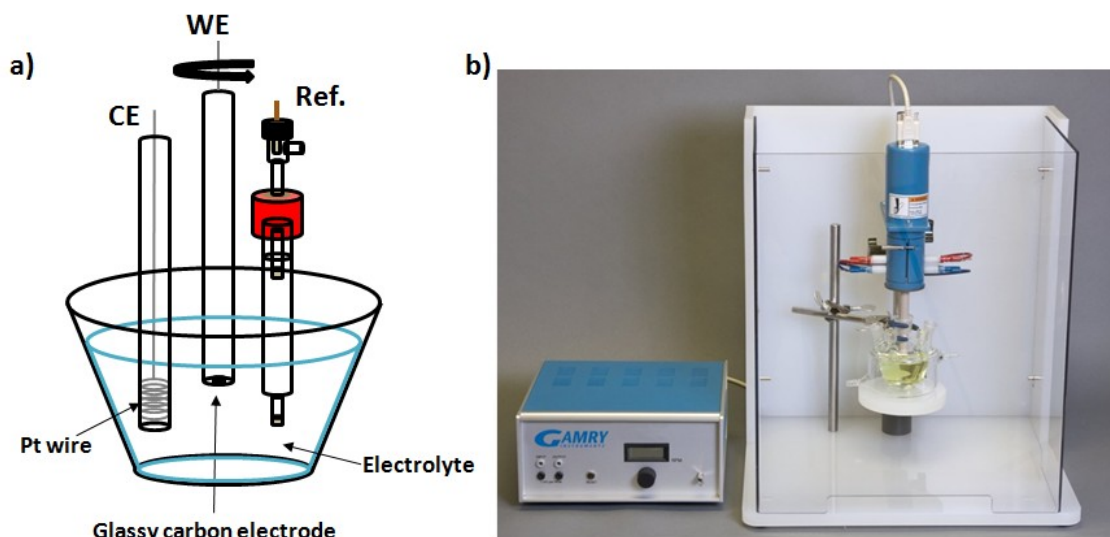 a)
WE
CE
Ref.
Pt wire
Electrolyte
Glassy carbon electrode
b)
GAMRY
INSTRUMENTS